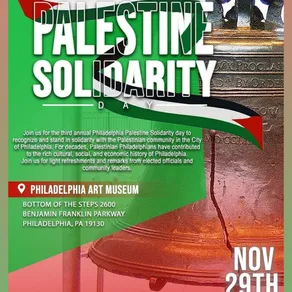 PALESTINE
SOLIDARITY
DAY
Join us for the third annual Philadelphia Palestine Solidarity day to
recognize and stand in solidarity with the Palestinian community in the City
of Philadelphia. For decades, Palestinian Philadelphians have contributed
to the rich cultural, social, and economic history of Philadelphia.
Join us for light refreshments and remarks from elected officials and
community leaders.
PHILADELPHIA ART MUSEUM
BOTTOM OF THE STEPS 2600
BENJAMIN FRANKLIN PARKWAY
PHILADELPHIA, PA 19130
NOV
29TH